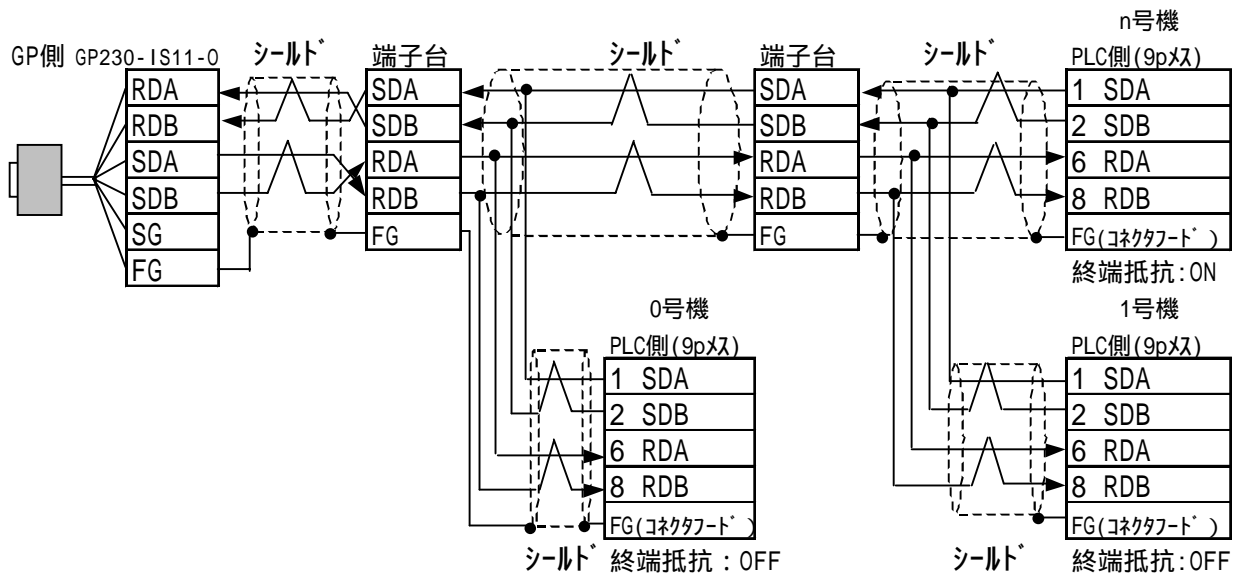 n号機
GP側 GP230-IS11-O
シールド
端子台
シールド
端子台
シールド
PLC側(9pメス)
RDA
RDB
SDA
SDB
SG
FG
SDA
SDB
RDA
RDB
FG
SDA
SDB
RDA
RDB
FG
1 SDA
2 SDB
6 RDA
8 RDB
FG(コネクタフード)
終端抵抗:ON
0号機
PLC側(9pメス)
1 SDA
2 SDB
6 RDA
8 RDB
FG(コネクタフード)
シールド
終端抵抗：OFF
1号機
PLC側(9pメス)
1 SDA
2 SDB
6 RDA
8 RDB
FG(コネクタフード)
シールド
終端抵抗:OFF